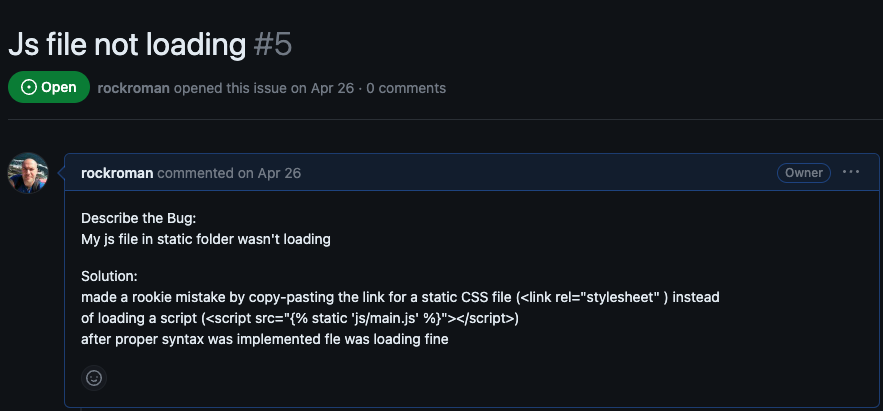 Js file not loading #5
Open rockroman opened this issue on Apr 26 · 0 comments
rockroman commented on Apr 26 Owner ...
Describe the Bug:
My js file in static folder wasn't loading
Solution:
made a rookie mistake by copy-pasting the link for a static CSS file (<link rel="stylesheet" ) instead
of loading a script (<script src="{% static 'js/main.js' %}"></script>)
after proper syntax was implemented fle was loading fine